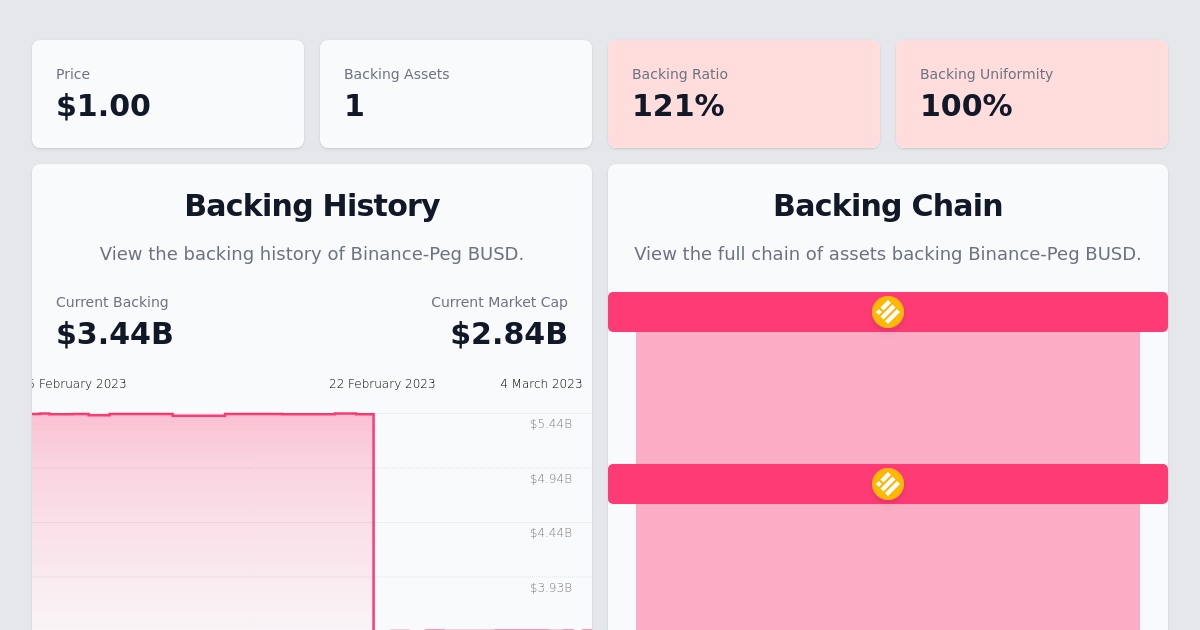 Price
$1.00
Backing Assets
1
Backing Ratio
121%
Backing Uniformity
100%
Backing History
View the backing history of Binance-Peg BUSD.
Current Backing
$3.44B
Current Market Cap
$2.84B
February 2023
22 February 2023
4 March 2023
$5.44B
$4.94B
$4.44B
$3.93B
Backing Chain
View the full chain of assets backing Binance-Peg BUSD.